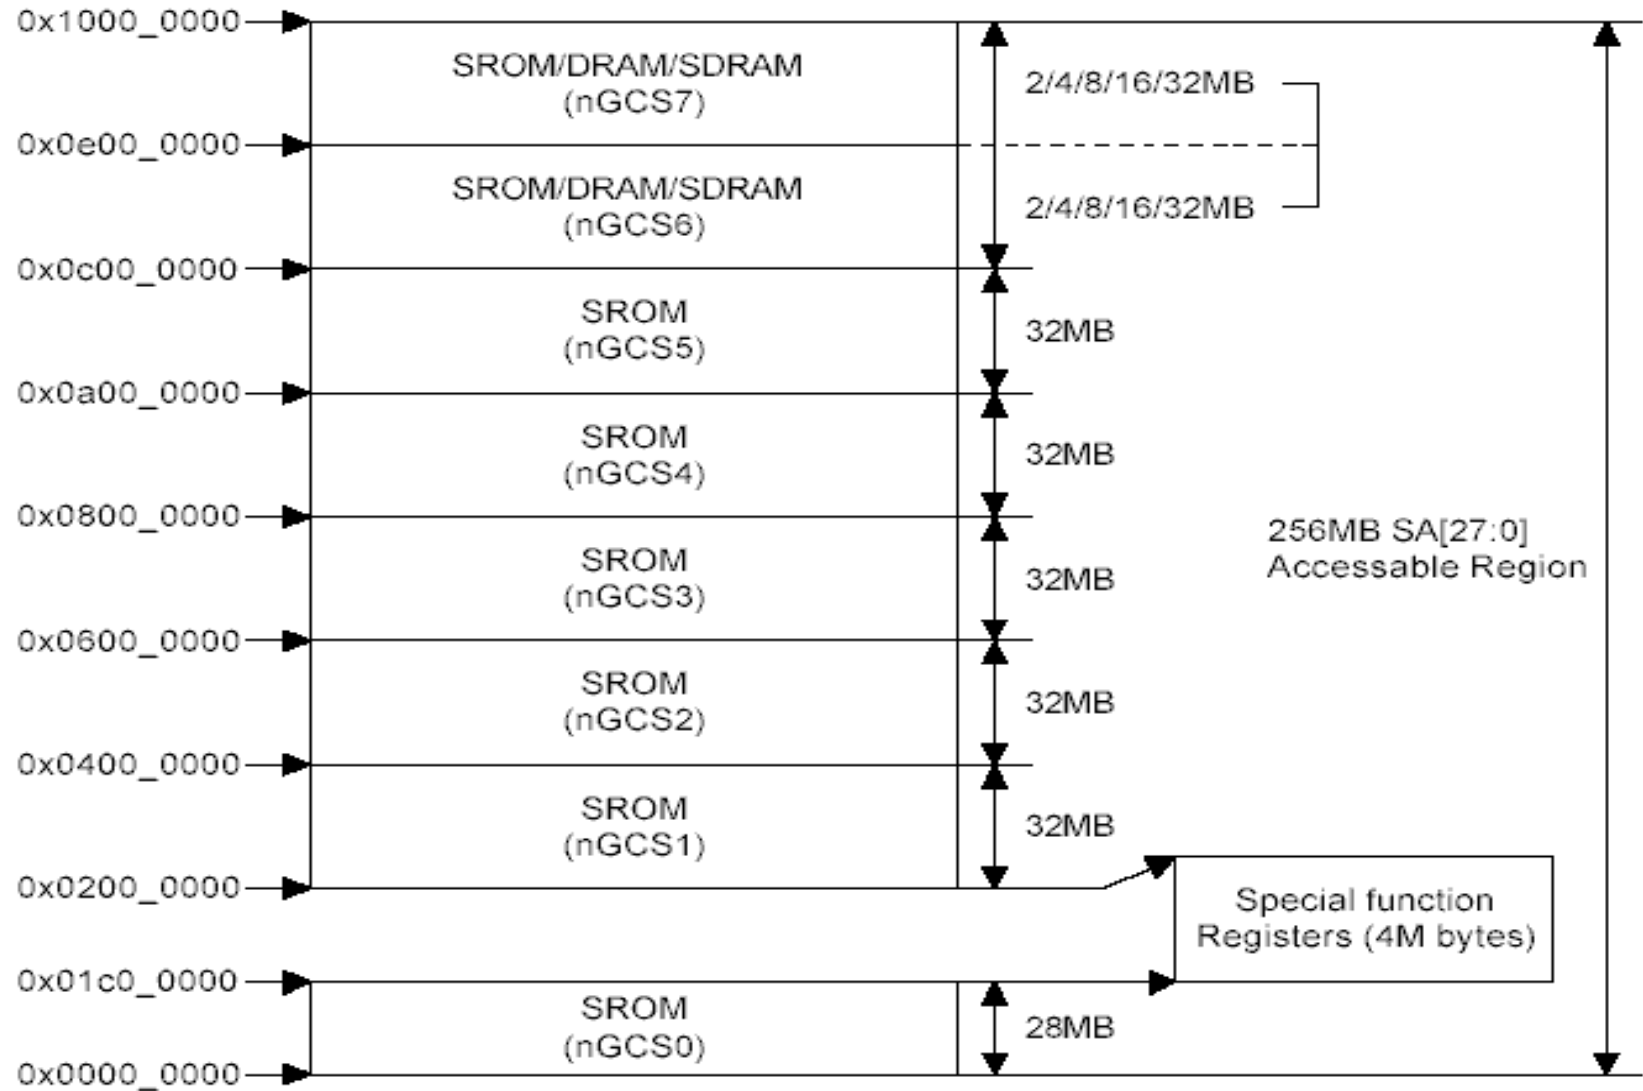 0x1000_0000
SROM/DRAM/SDRAM
(nGCS7)
2/4/8/16/32MB
0x0e00_0000
SROM/DRAM/SDRAM
(nGCS6)
2/4/8/16/32MB
0x0c00_0000
SROM
(nGCS5)
32MB
0x0a00_0000
SROM
(nGCS4)
32MB
0x0800_0000
256MB SA[27:0]
Accessable Region
SROM
(nGCS3)
32MB
0x0600_0000
SROM
(nGCS2)
32MB
0x0400_0000
SROM
(nGCS1)
32MB
0x0200_0000
Special function
Registers (4M bytes)
0x01c0_0000
SROM
(nGCS0)
28MB
0x0000_0000